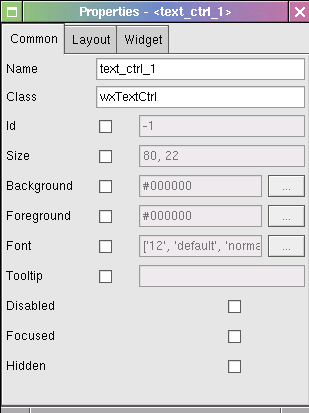 Properties - <text_ctrl_1>
Common Layout Widget
Name text_ctrl_1
Class wxTextCtrl
Id -1
Size 80, 22
Background #000000 ...
Foreground #000000 ...
Font ['12', 'default', 'norma ...
Tooltip
Disabled
Focused
Hidden